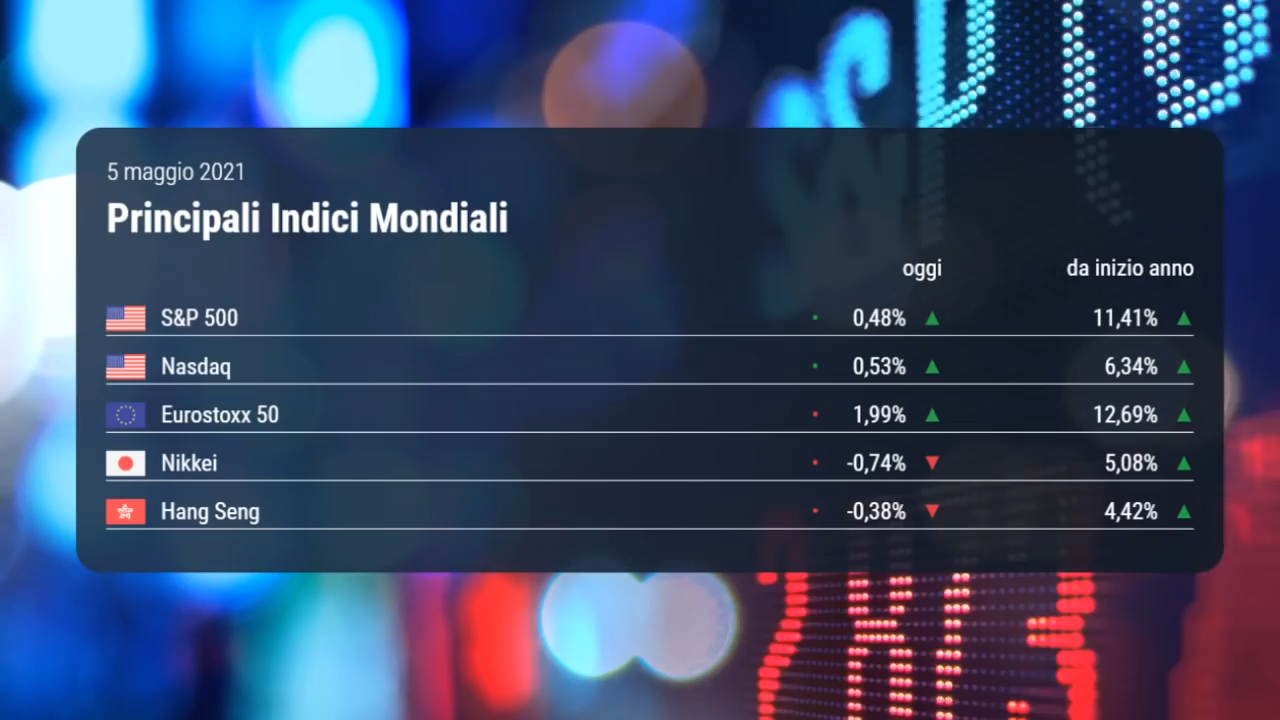 5 maggio 2021
Principali Indici Mondiali
oggi da inizio anno
S&P 500 0,48% ▲ 11,41% ▲
Nasdaq 0,53% ▲ 6,34% ▲
Eurostoxx 50 1,99% ▲ 12,69% ▲
Nikkei -0,74% ▼ 5,08% ▲
Hang Seng -0,38% ▼ 4,42% ▲